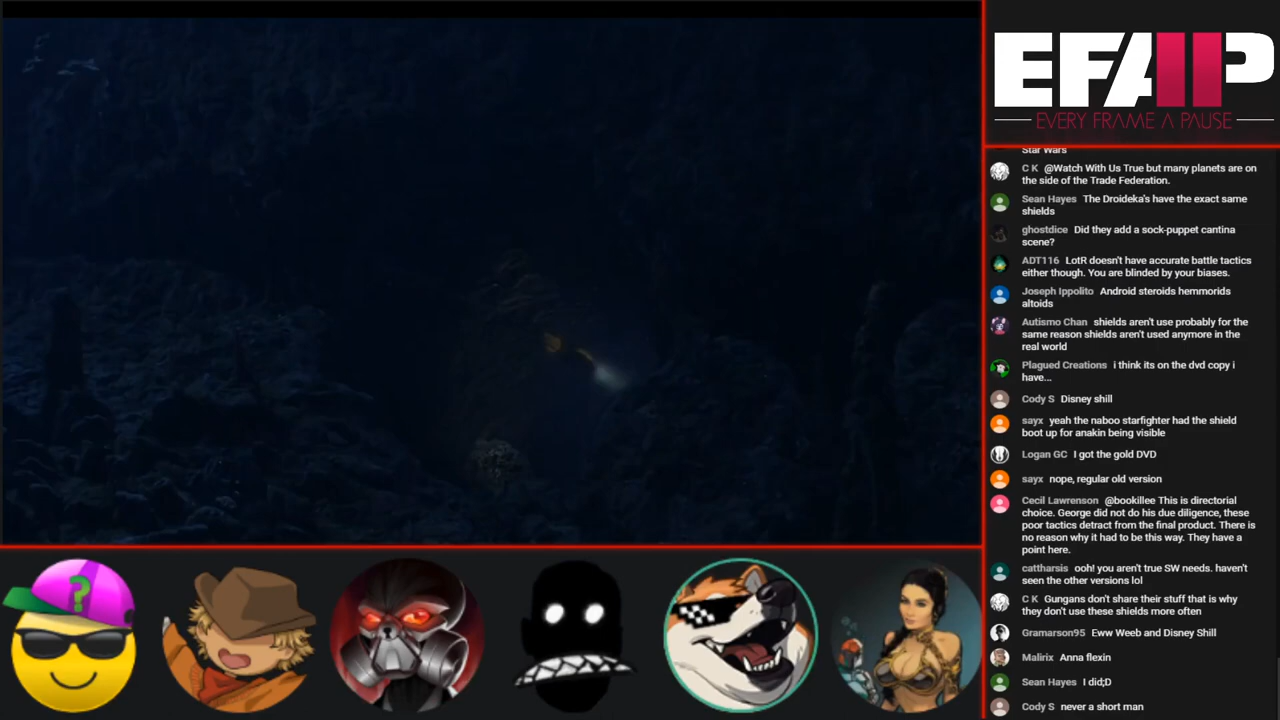 EFAP
EVERY FRAME A PAUSE
Star Wars
C K @Watch With Us True but many planets are on
the side of the Trade Federation.
Sean Hayes The Droideka's have the exact same
shields
ghostdice Did they add a sock-puppet cantina
scene?
ADT116 LotR doesn't have accurate battle tactics
either though. You are blinded by your biases.
Joseph Ippolito Android steroids hemmorids
altoids
Autismo Chan shields aren't use probably for the
same reason shields aren't used anymore in the
real world
Plagued Creations i think its on the dvd copy i
have...
Cody S Disney shill
sayx yeah the naboo starfighter had the shield
boot up for anakin being visible
Logan GC I got the gold DVD
sayx nope, regular old version
Cecil Lawrenson @bookillee This is directorial
choice. George did not do his due diligence, these
poor tactics detract from the final product. There is
no reason why it had to be this way. They have a
point here.
cattharsis ooh! you aren't true SW needs. haven't
seen the other versions lol
C K Gungans don't share their stuff that is why
they don't use these shields more often
Gramarson95 Eww Weeb and Disney Shill
Malirix Anna flexin
Sean Hayes I did;D
Cody S never a short man
?